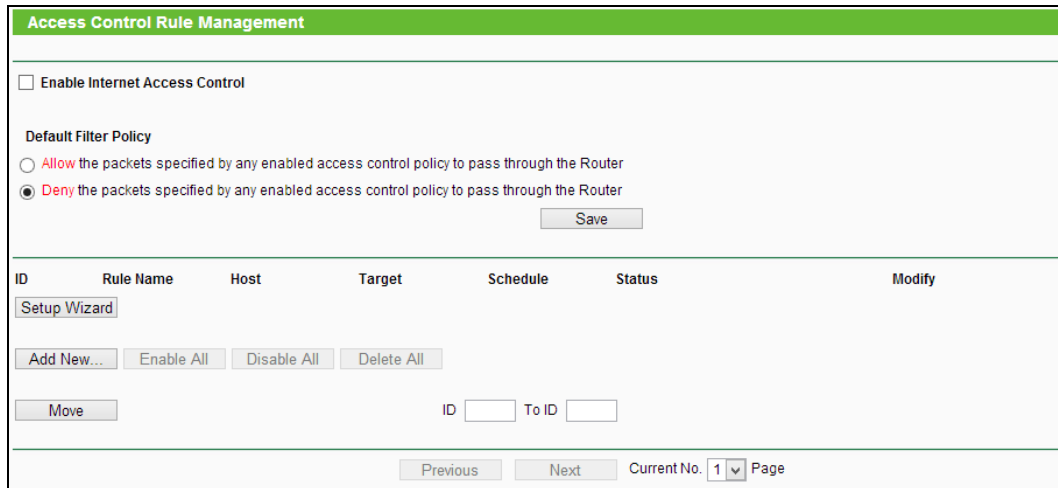 Access Control Rule Management
Enable Internet Access Control
Default Filter Policy
Allow the packets specified by any enabled access control policy to pass through the Router
Deny the packets specified by any enabled access control policy to pass through the Router
Save
ID Rule Name Host Target Schedule Status Modify
Setup Wizard
Add New... Enable All Disable All Delete All
Move ID To ID
Previous Next Current No. 1 Page